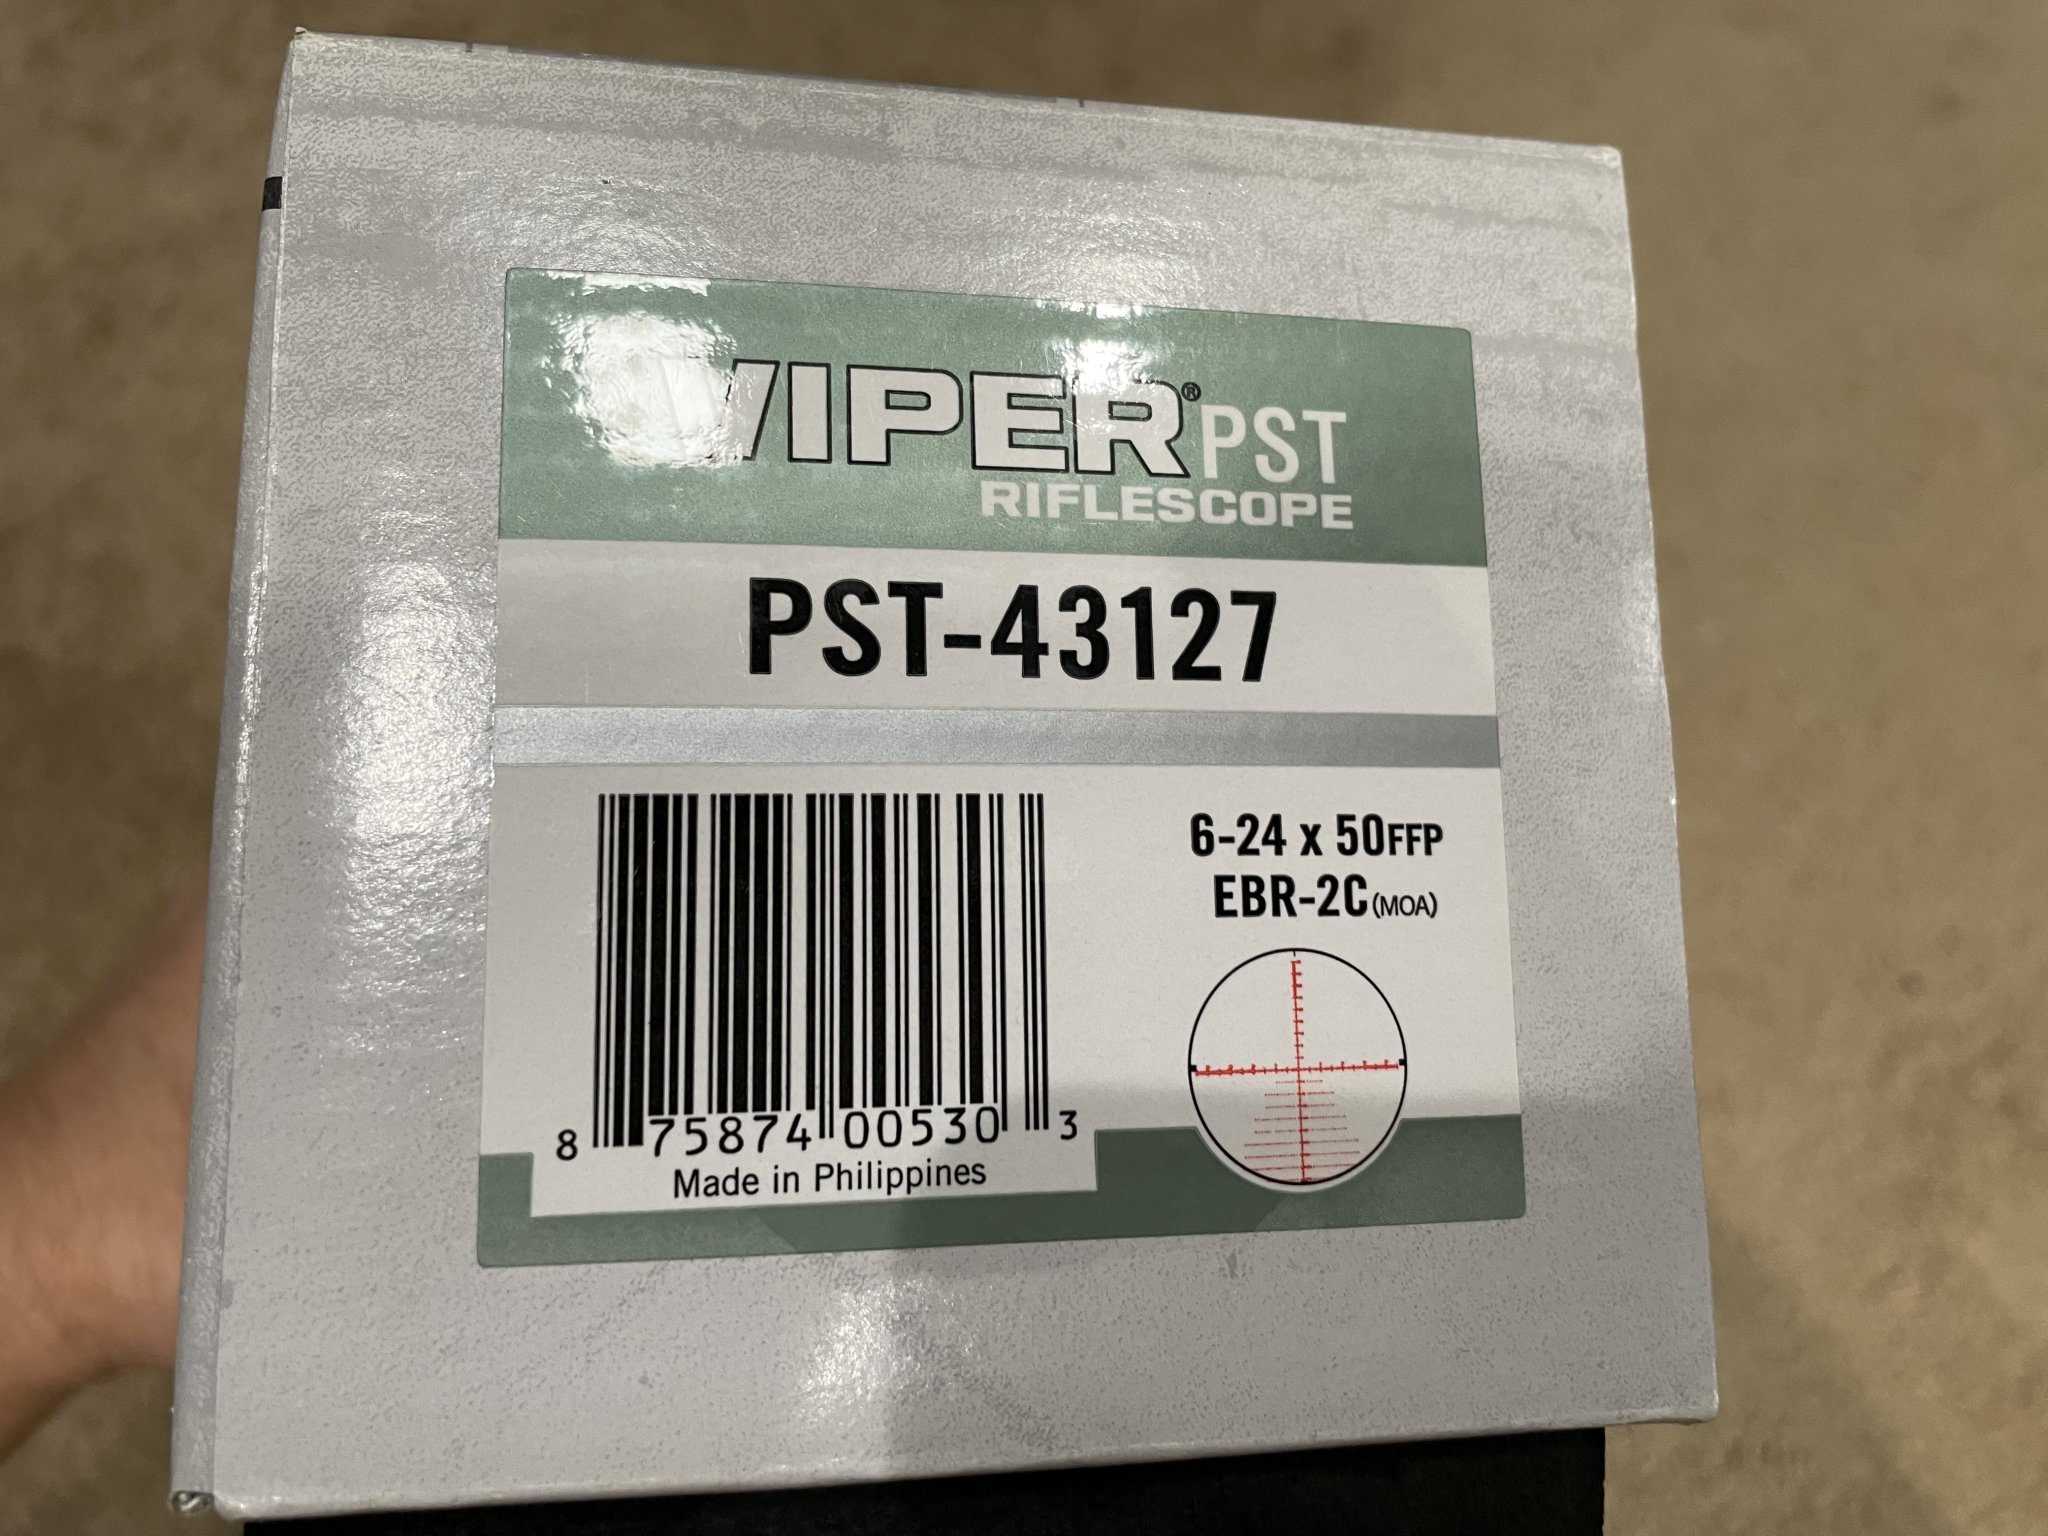 VIPER® PST
RIFLESCOPE
PST-43127
6-24 x 50FFP
EBR-2C (MOA)
8 75874 00530 3
Made in Philippines